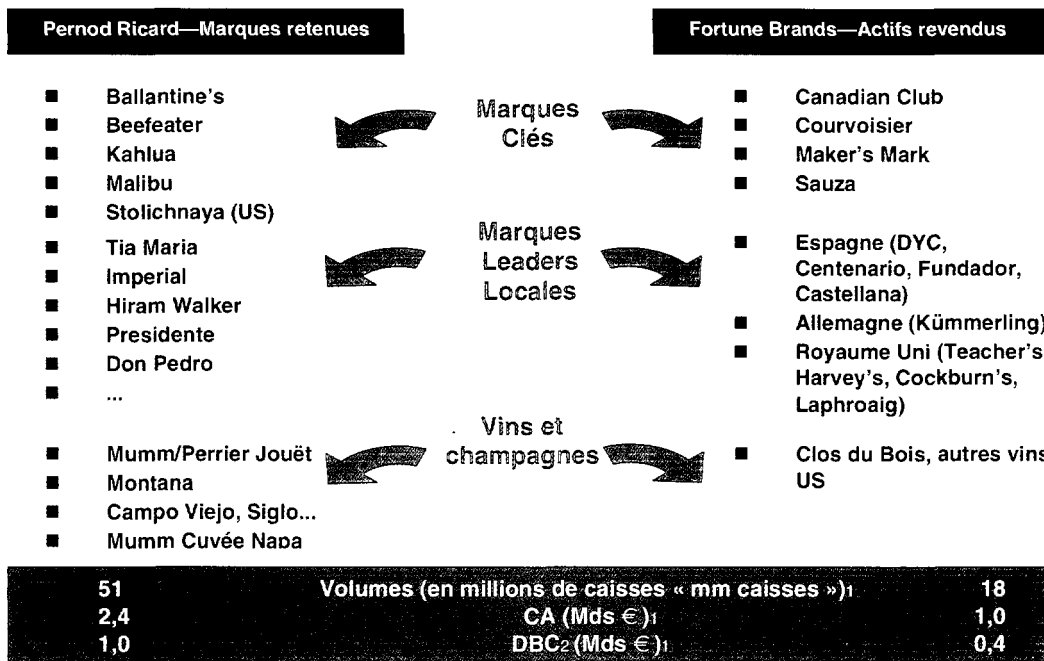 Pernod Ricard—Marques retenues
Fortune Brands—Actifs revendus
Ballantine's
Beefeater
Kahlua
Malibu
Stolichnaya (US)
Marques
Clés
Canadian Club
Courvoisier
Maker's Mark
Sauza
Tia Maria
Imperial
Hiram Walker
Presidente
Don Pedro
...
Marques
Leaders
Locales
Espagne (DYC,
Centenario, Fundador,
Castellana)
Allemagne (Kümmerling)
Royaume Uni (Teacher's
Harvey's, Cockburn's,
Laphroaig)
Mumm/Perrier Jouët
Montana
Campo Viejo, Siglo...
Mumm Cuvée Napa
Vins et
champagnes
Clos du Bois, autres vins
US
51 Volumes (en millions de caisses « mm caisses »)1 18
2,4 CA (Mds €)1 1,0
1,0 DBC2 (Mds €)1 0,4